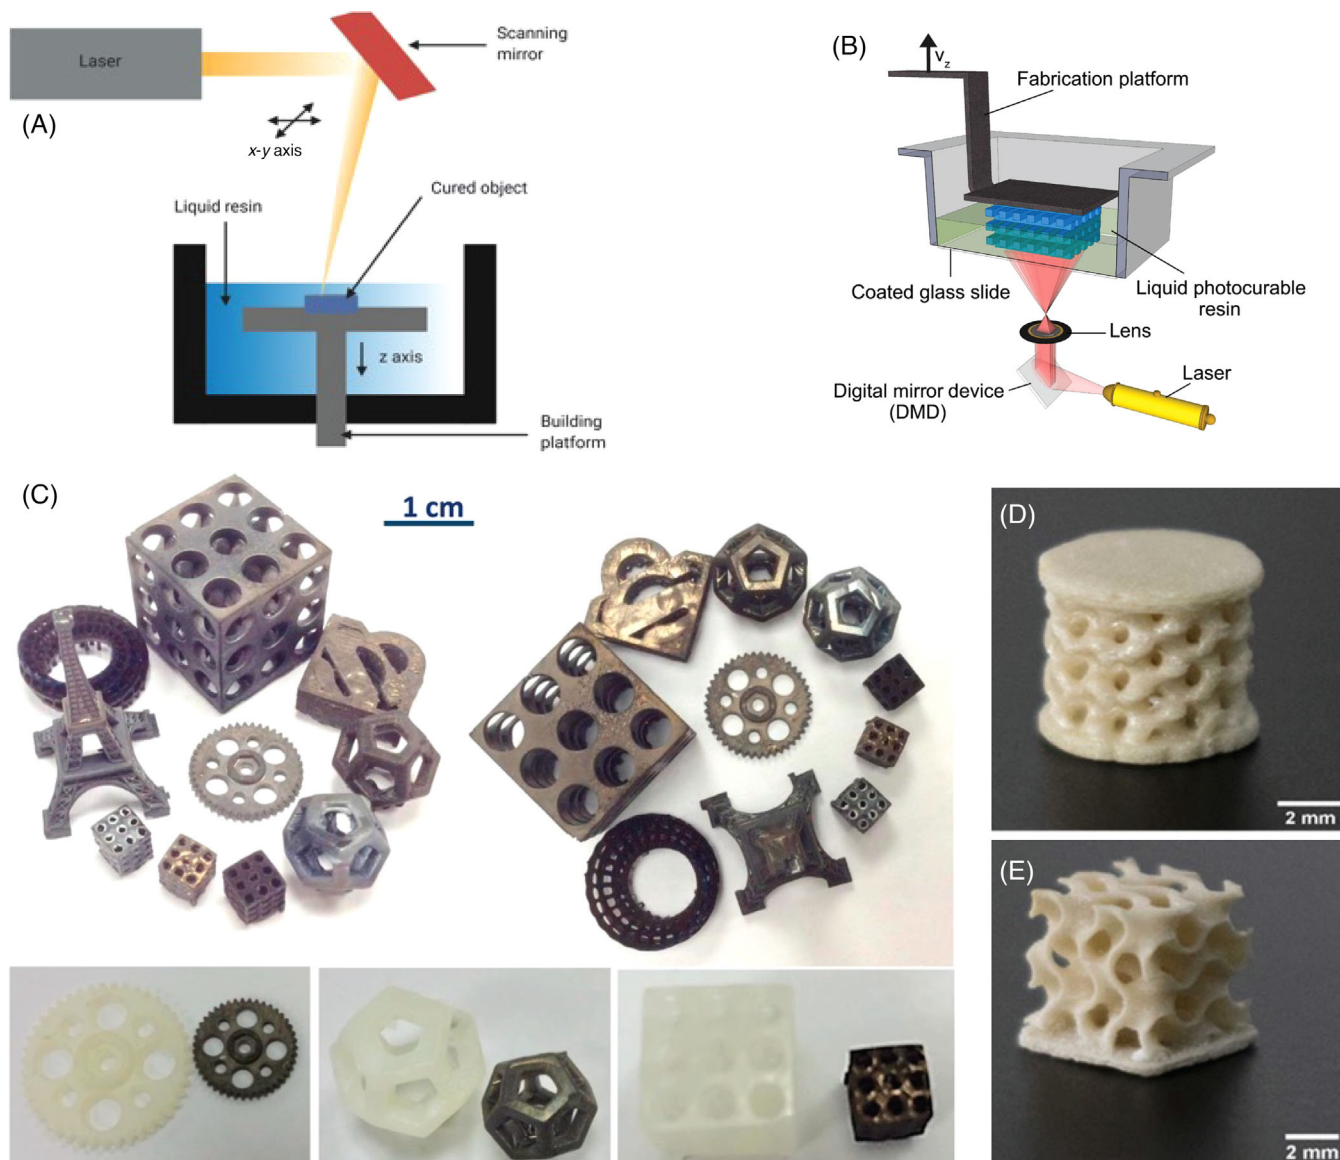 Laser
Scanning
mirror
(A)
x-y axis
Cured object
Liquid resin
z axis
Building
platform
(B)
Vz
Fabrication platform
Coated glass slide
Liquid photocurable
resin
Lens
Digital mirror device
(DMD)
Laser
(C)
1 cm
(D)
2 mm
(E)
2 mm